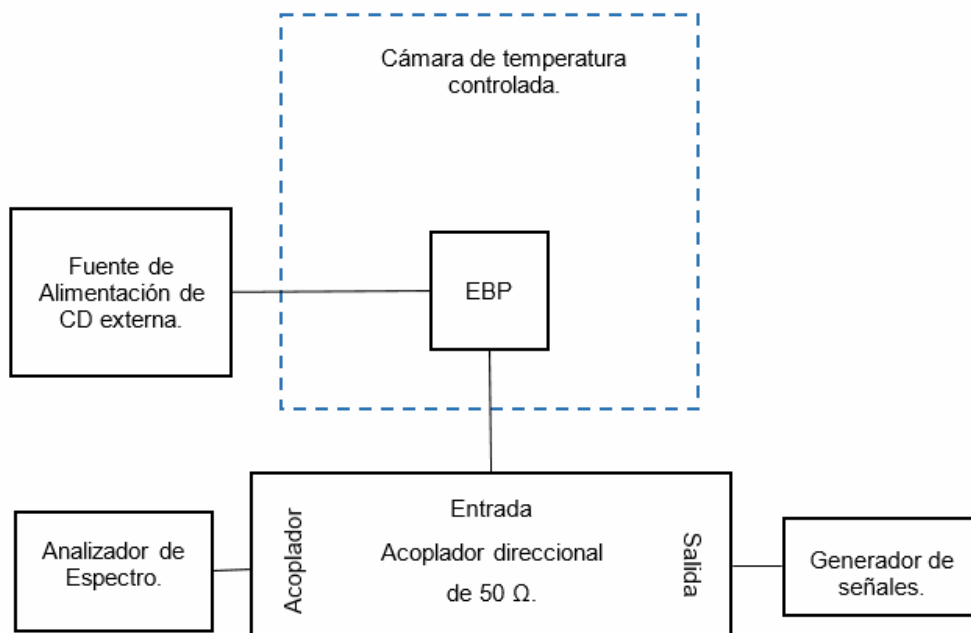 Cámara de temperatura
controlada.
Fuente de
Alimentación de
CD externa.
EBP
Analizador de
Espectro.
Acoplador
Entrada
Acoplador direccional
de 50 Ω.
Salida
Generador de
señales.